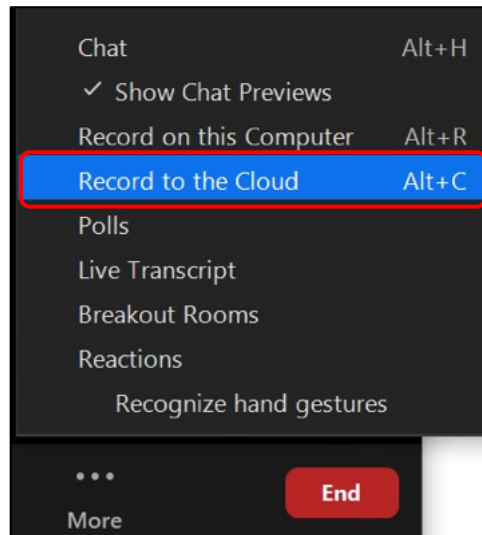 Chat Alt+H
Show Chat Previews
Record on this Computer Alt+R
Record to the Cloud Alt+C
Polls
Live Transcript
Breakout Rooms
Reactions
Recognize hand gestures
More
End